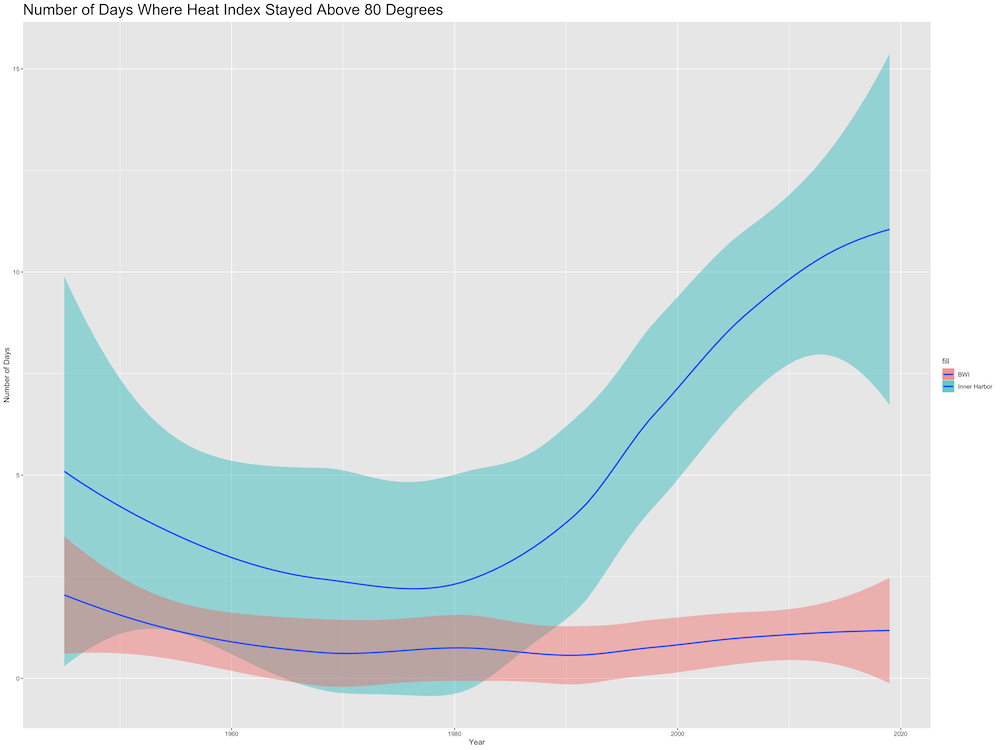 Number of Days Where Heat Index Stayed Above 80 Degrees
15
10
5
0
Number of Days
1960
1980
2000
2020
Year
fill
BWI
Inner Harbor